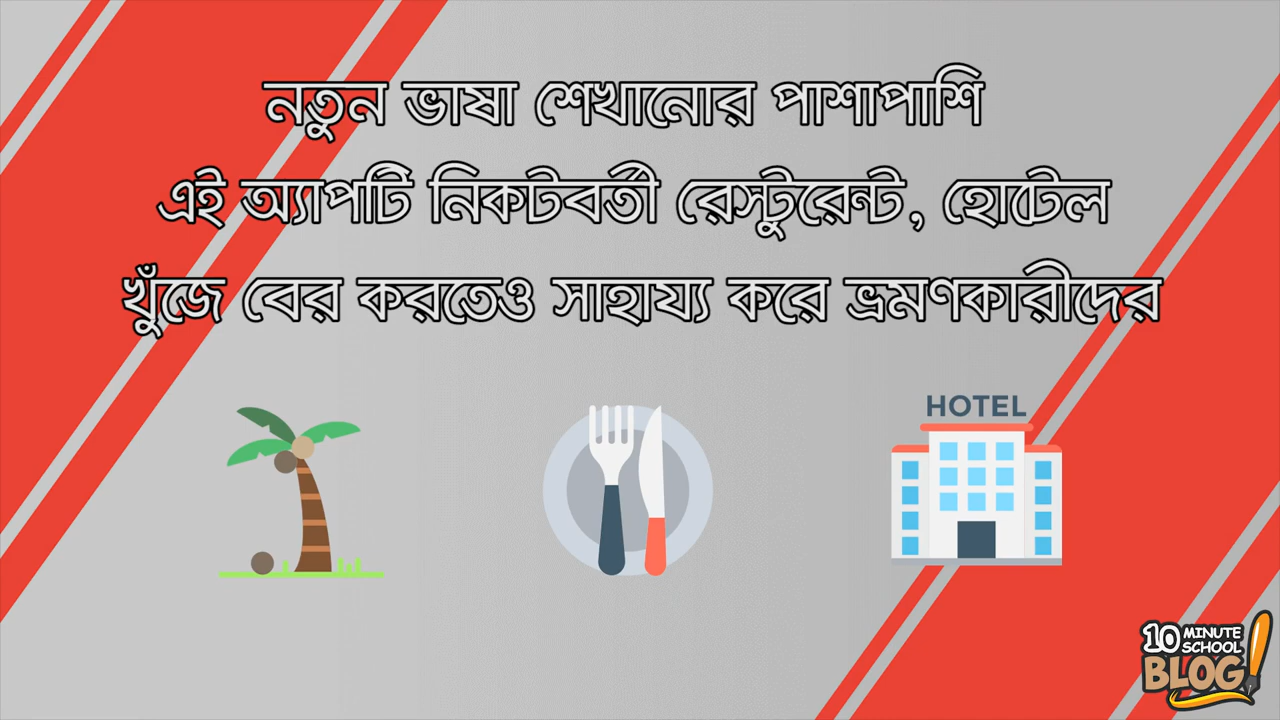 নতুন ভাষা শেখানোর পাশাপাশি
এই অ্যাপটি নিকটবর্তী রেস্টুরেন্ট, হোটেল
খুঁজে বের করতেও সাহায্য করে ভ্রমণকারীদের
HOTEL
10 MINUTE SCHOOL
BLOG!